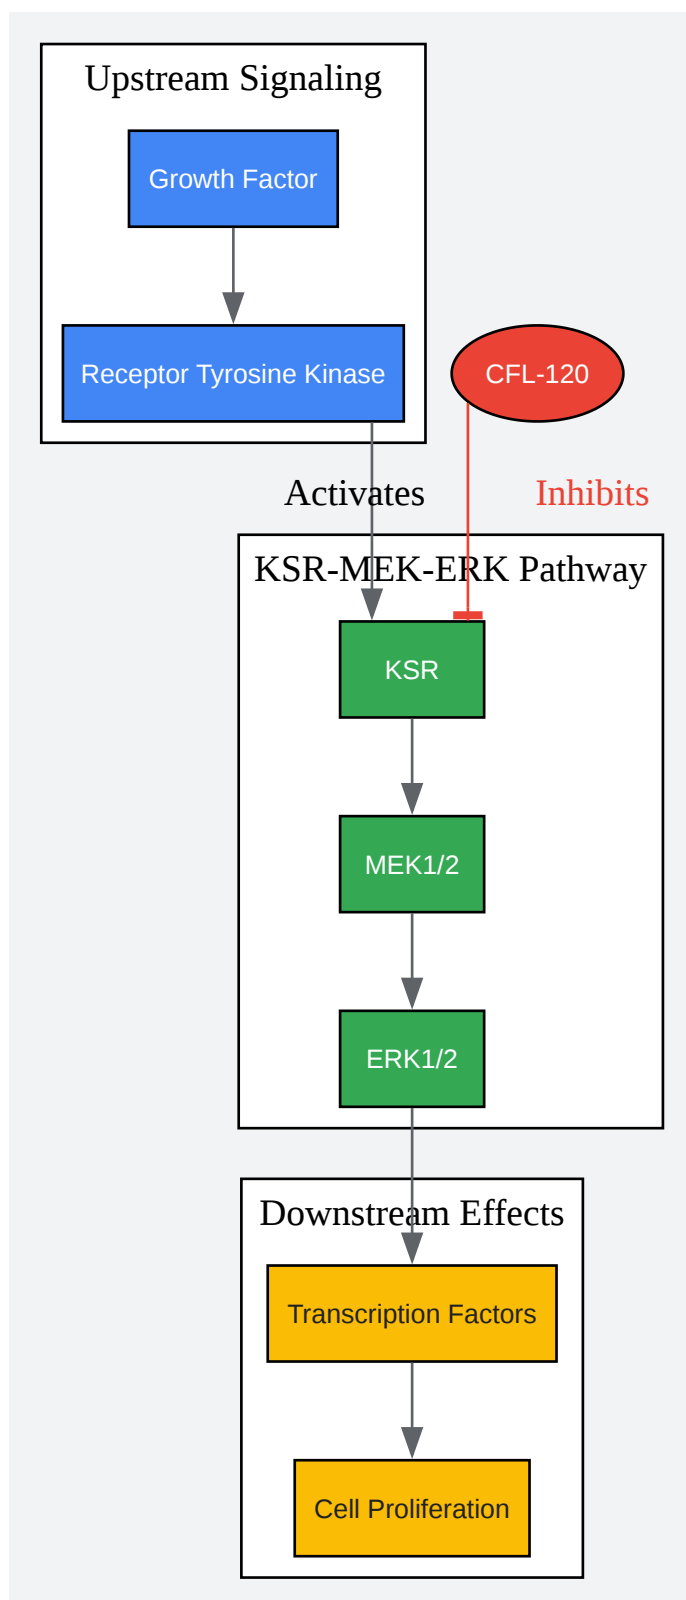 Upstream Signaling
Growth Factor
Receptor Tyrosine Kinase
CFL-120
Activates
Inhibits
KSR-MEK-ERK Pathway
KSR
MEK1/2
ERK1/2
Downstream Effects
Transcription Factors
Cell Proliferation